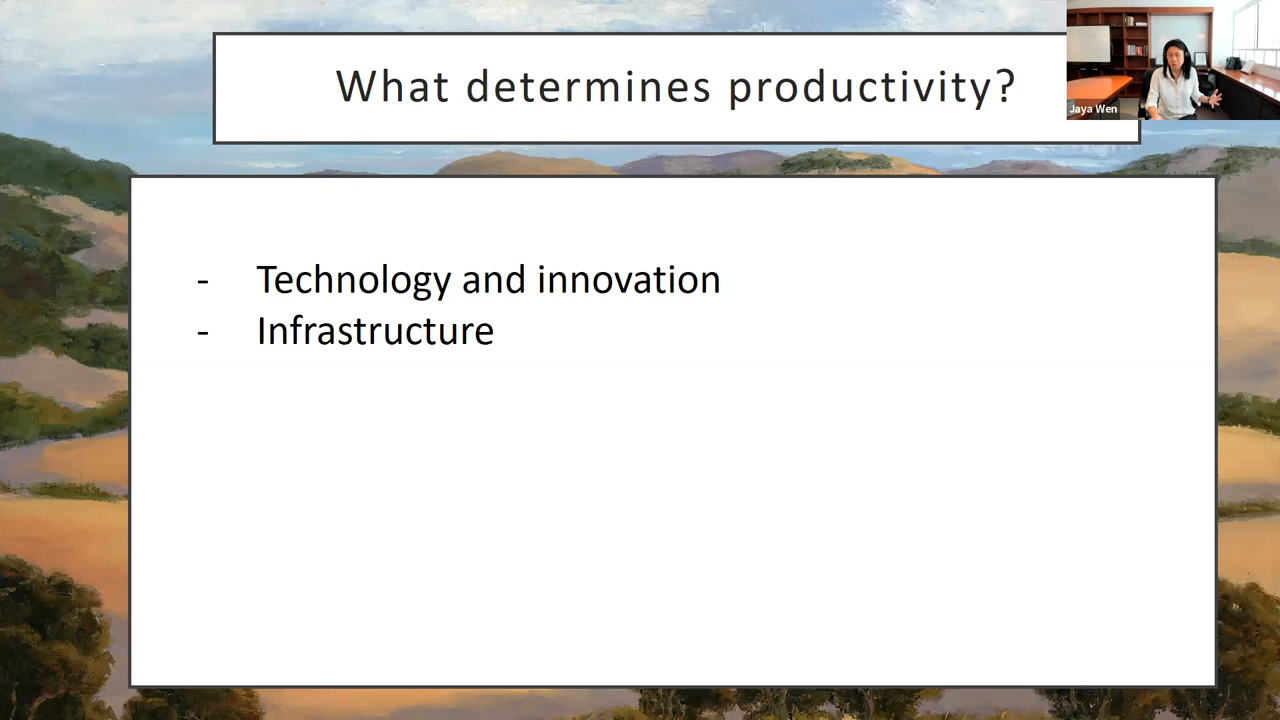 What determines productivity?
Jaya Wen
- Technology and innovation
- Infrastructure